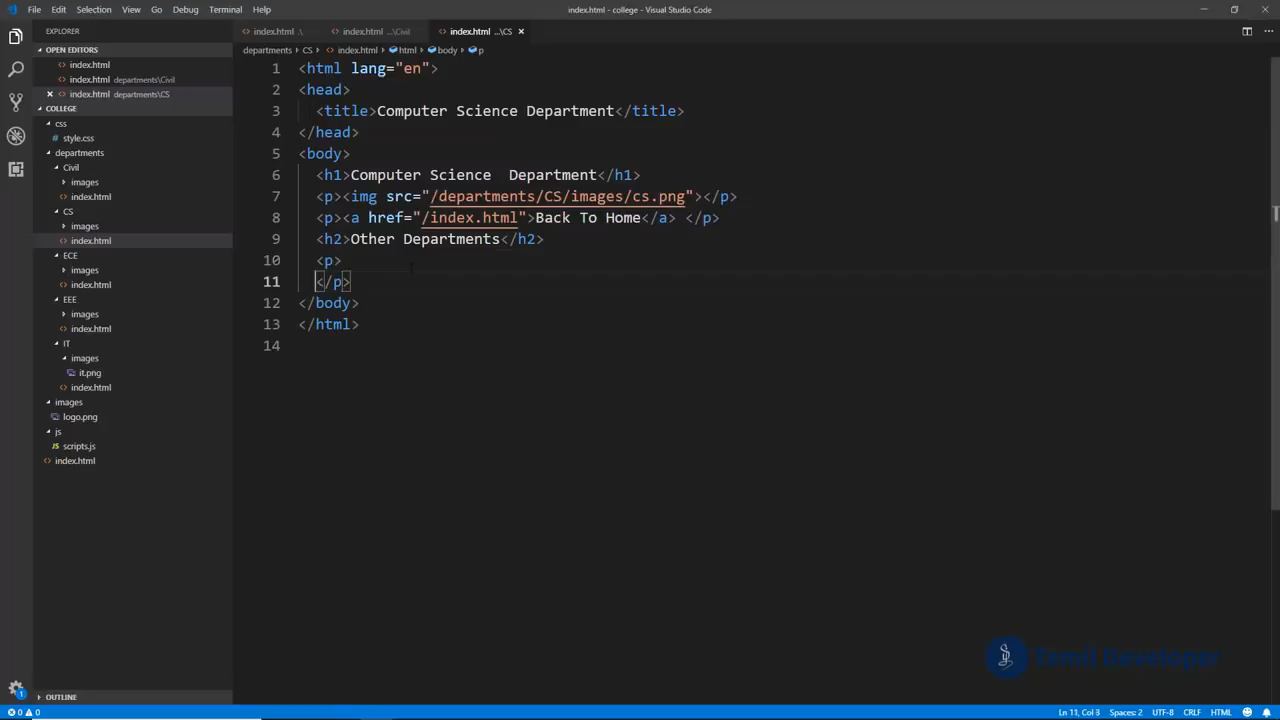 File Edit Selection View Go Debug Terminal Help
index.html - college - Visual Studio Code
EXPLORER
OPEN EDITORS
index.html
index.html departments\Civil
index.html departments\CS
COLLEGE
css
style.css
departments
Civil
images
index.html
CS
images
index.html
ECE
images
index.html
EEE
images
index.html
IT
images
it.png
index.html
images
logo.png
js
scripts.js
index.html
OUTLINE
index.html .\
index.html ...\Civil
index.html ...\CS
departments › CS › index.html › html › body › p
1 <html lang="en">
2 <head>
3 <title>Computer Science Department</title>
4 </head>
5 <body>
6 <h1>Computer Science  Department</h1>
7 <p><img src="/departments/CS/images/cs.png"></p>
8 <p><a href="/index.html">Back To Home</a> </p>
9 <h2>Other Departments</h2>
10 <p>
11 </p>
12 </body>
13 </html>
14
Tamil Developer
1
0 0
Ln 11, Col 3 Spaces: 2 UTF-8 CRLF HTML